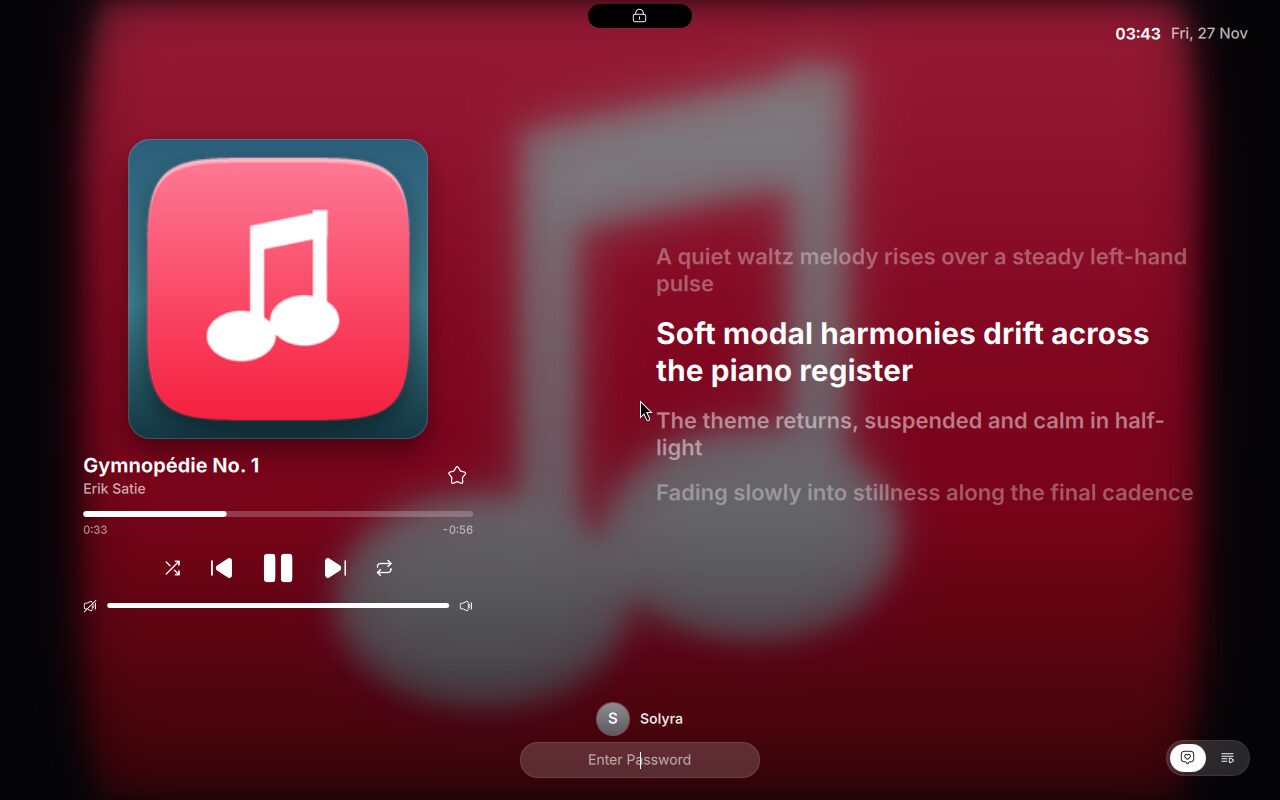 03:43 Fri, 27 Nov
A quiet waltz melody rises over a steady left-hand
pulse
Soft modal harmonies drift across
the piano register
The theme returns, suspended and calm in half-
light
Fading slowly into stillness along the final cadence
Gymnopédie No. 1
Erik Satie
0:33
-0:56
S
Solyra
Enter Password